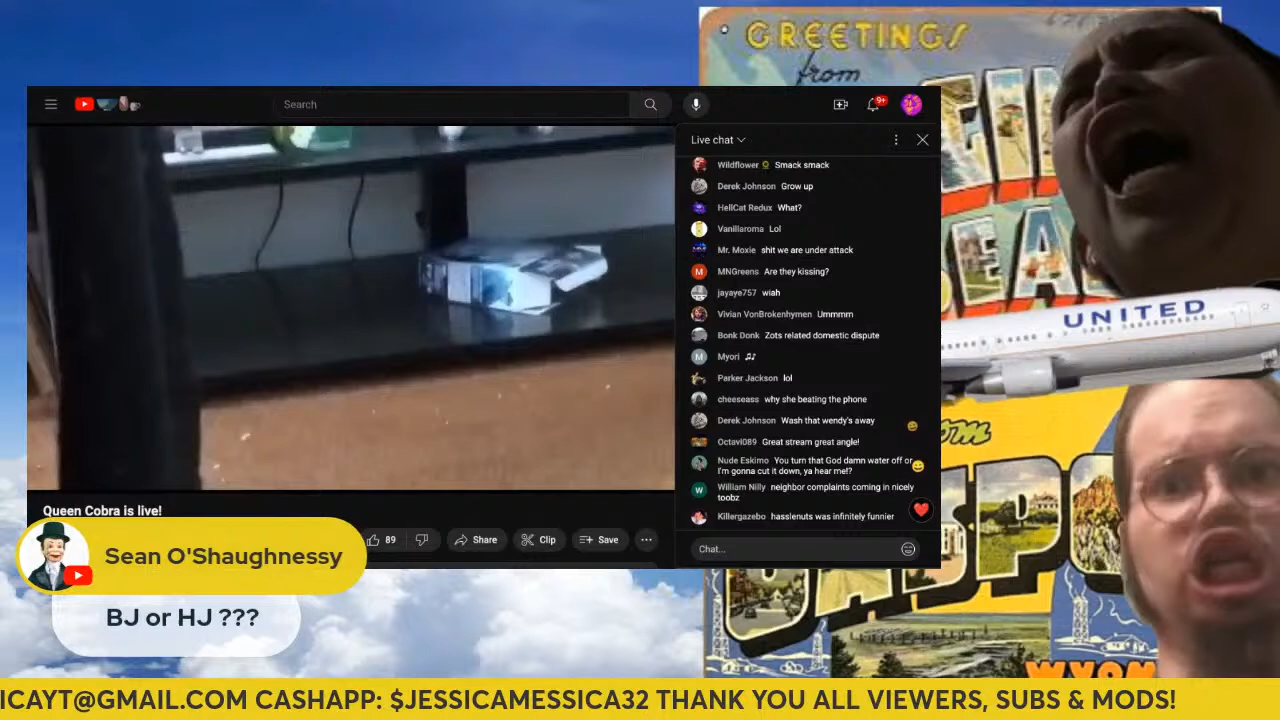 GREETINGS
from
Search
9+
Live chat
Wildflower Smack smack
Derek Johnson Grow up
HellCat Redux What?
Vanillaroma Lol
Mr. Moxie shit we are under attack
M MNGreens Are they kissing?
jayaye757 wiah
Vivian VonBrokenhymen Ummmm
Bonk Donk Zots related domestic dispute
M Myori 🎶
Parker Jackson lol
cheeseass why she beating the phone
Derek Johnson Wash that wendy's away
Octavi089 Great stream great angle!
Nude Eskimo You turn that God damn water off or
I'm gonna cut it down, ya hear me!?
W William Nilly neighbor complaints coming in nicely
toobz
Killergazebo hasslenuts was infinitely funnier
Chat...
UNITED
Queen Cobra is live!
89 Share Clip Save
Sean O'Shaughnessy
BJ or HJ ???
ICAYT@GMAIL.COM CASHAPP: $JESSICAMESSICA32 THANK YOU ALL VIEWERS, SUBS & MODS!